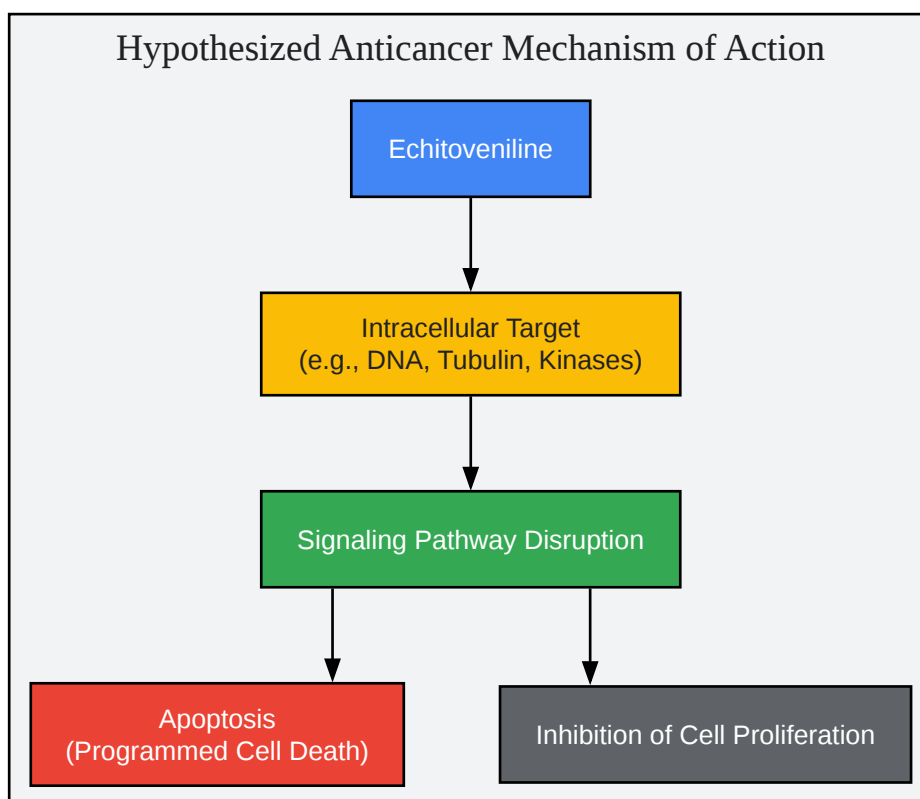 Hypothesized Anticancer Mechanism of Action
Echitoveniline
Intracellular Target
(e.g., DNA, Tubulin, Kinases)
Signaling Pathway Disruption
Apoptosis
(Programmed Cell Death)
Inhibition of Cell Proliferation